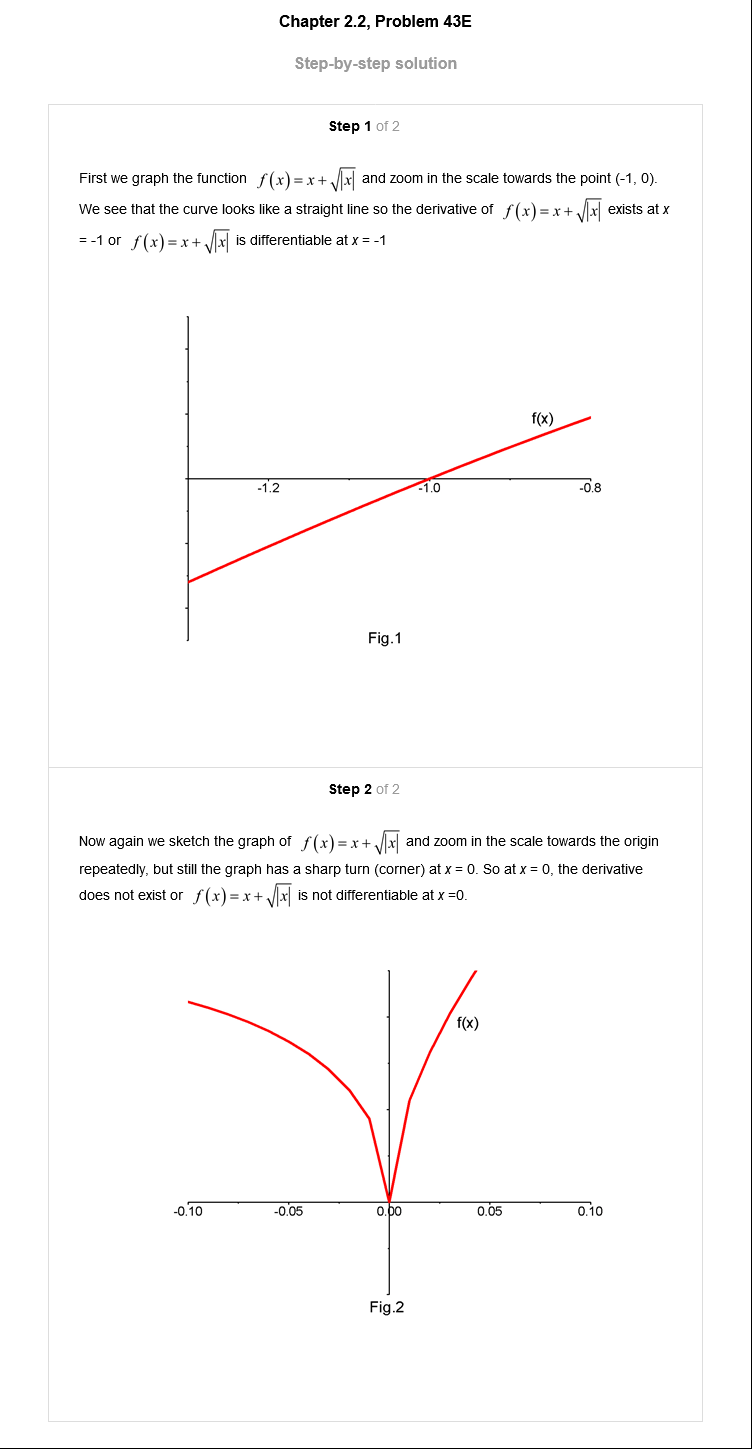 Chapter 2.2, Problem 43E
Step-by-step solution
Step 1 of 2
First we graph the function f(x) = x + √|x| and zoom in the scale towards the point (-1, 0).
We see that the curve looks like a straight line so the derivative of f(x) = x + √|x| exists at x
= -1 or f(x) = x + √|x| is differentiable at x = -1
f(x)
-1.2 -1.0 -0.8
Fig.1
Step 2 of 2
Now again we sketch the graph of f(x) = x + √|x| and zoom in the scale towards the origin
repeatedly, but still the graph has a sharp turn (corner) at x = 0. So at x = 0, the derivative
does not exist or f(x) = x + √|x| is not differentiable at x =0.
f(x)
-0.10 -0.05 0.00 0.05 0.10
Fig.2